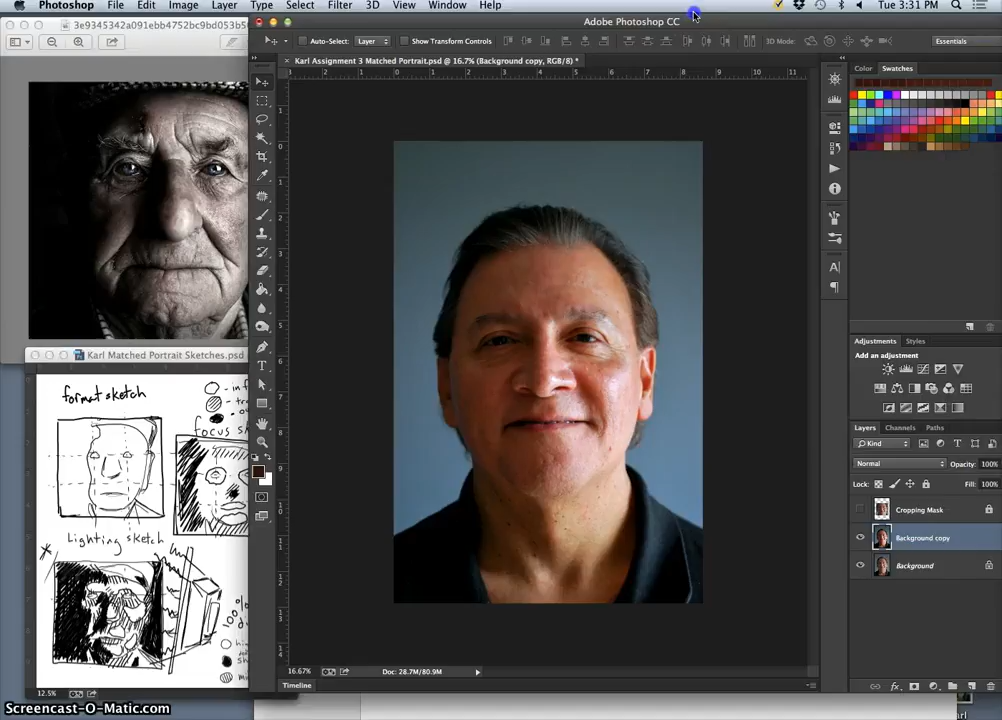 Photoshop File Edit Image Layer Type Select Filter 3D View Window Help Tue 3:31 PM
3e9345342a091ebb4752bc9bd053b5
Adobe Photoshop CC
Auto-Select: Layer Show Transform Controls 3D Mode: Essentials
Karl Assignment 3 Matched Portrait.psd @ 16.7% (Background copy, RGB/8) *
Color Swatches
Karl Matched Portrait Sketches.psd
format sketch
focus
Lighting sketch
100%
12.5%
Adjustments Styles
Add an adjustment
Layers Channels Paths
Kind
Normal Opacity: 100%
Lock: Fill: 100%
Cropping Mask
Background copy
Background
16.67% Doc: 28.7M/80.9M
Timeline
Screencast-O-Matic.com